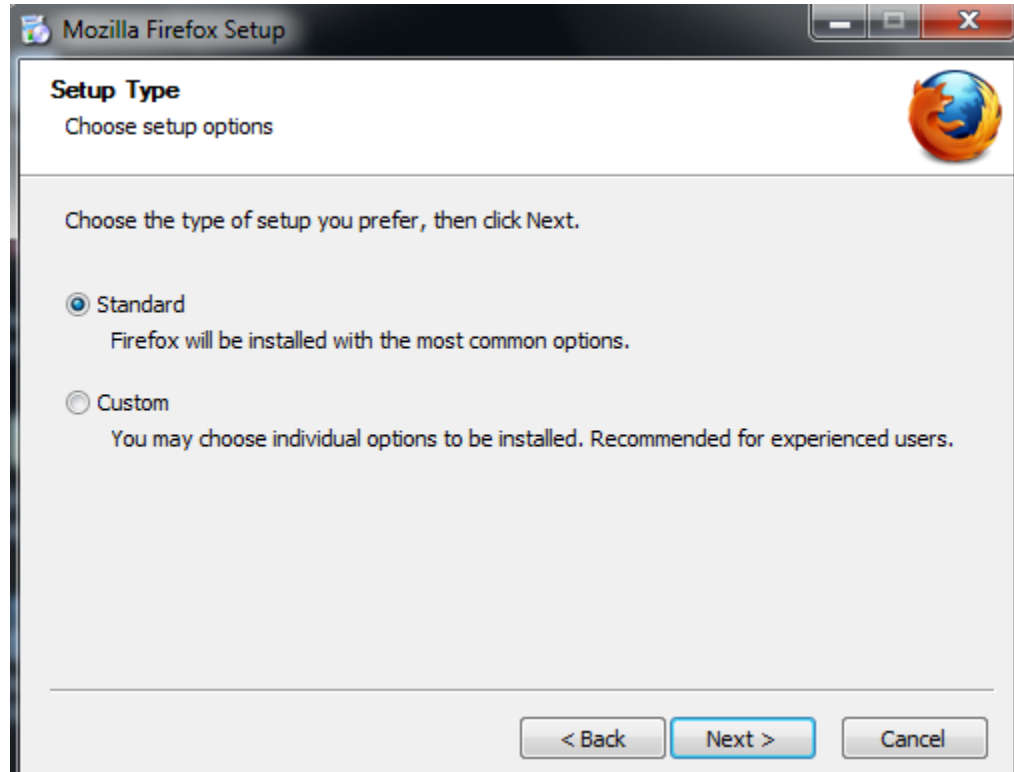 Mozilla Firefox Setup
Setup Type
Choose setup options
Choose the type of setup you prefer, then click Next.
Standard
Firefox will be installed with the most common options.
Custom
You may choose individual options to be installed. Recommended for experienced users.
< Back Next > Cancel